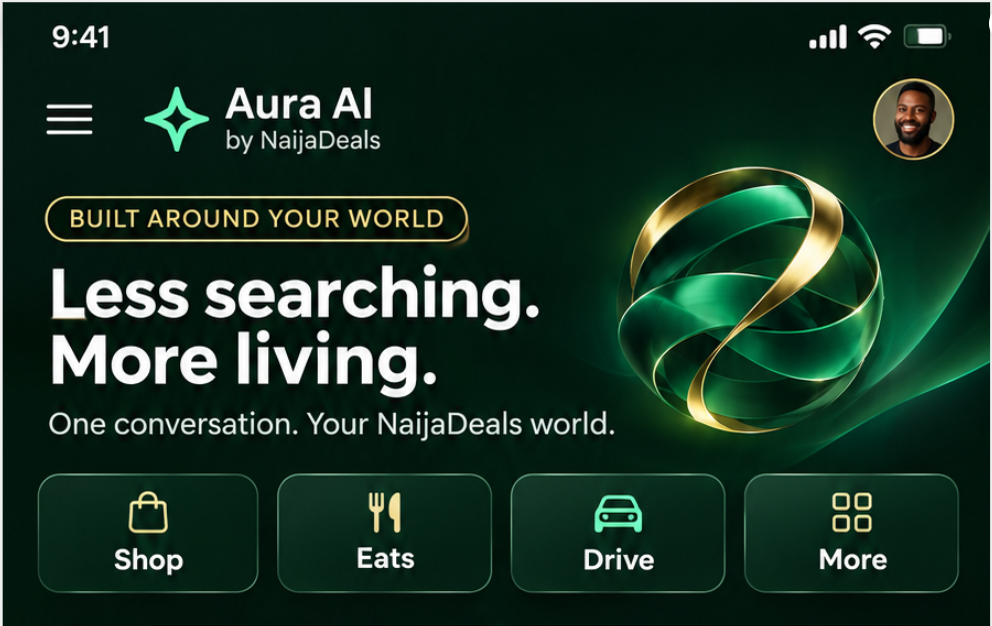 9:41
Aura AI
by NaijaDeals
BUILT AROUND YOUR WORLD
Less searching.
More living.
One conversation. Your NaijaDeals world.
Shop
Eats
Drive
More